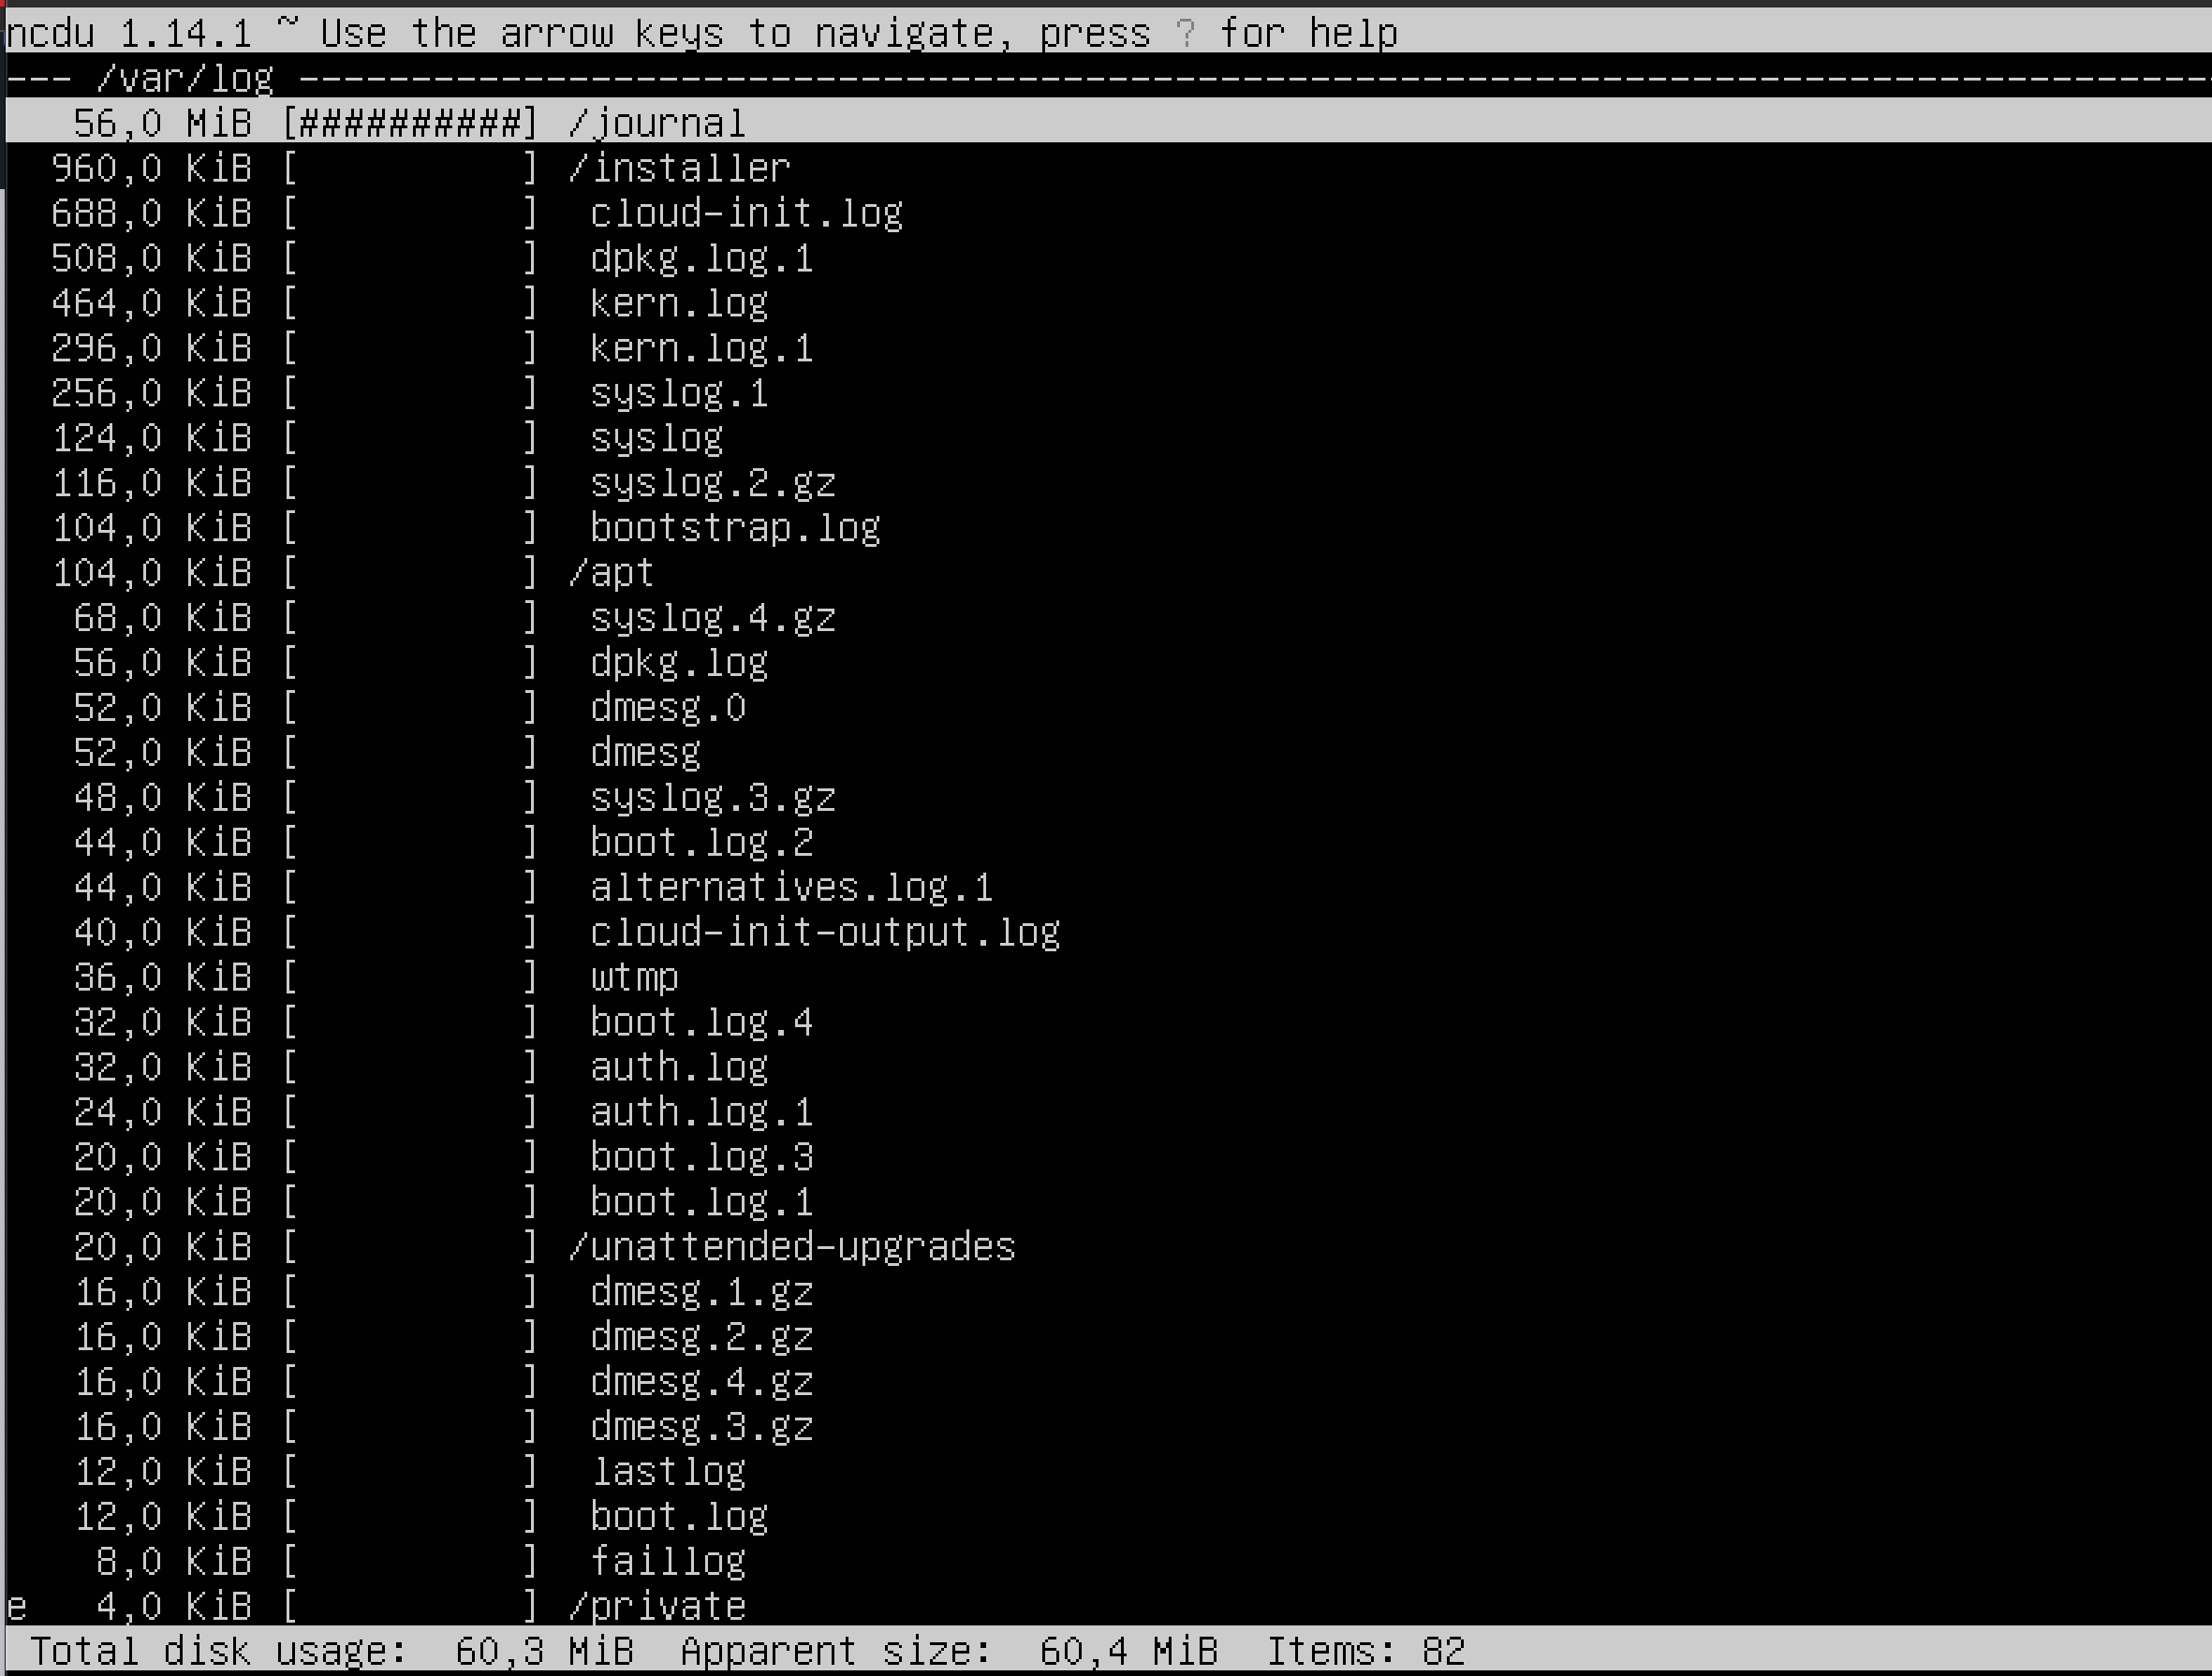 ncdu 1.14.1 ~ Use the arrow keys to navigate, press ? for help
--- /var/log -------------------------------------------------------------------------------------
   56,0 MiB [##########] /journal
  960,0 KiB [          ] /installer
  688,0 KiB [          ]  cloud-init.log
  508,0 KiB [          ]  dpkg.log.1
  464,0 KiB [          ]  kern.log
  296,0 KiB [          ]  kern.log.1
  256,0 KiB [          ]  syslog.1
  124,0 KiB [          ]  syslog
  116,0 KiB [          ]  syslog.2.gz
  104,0 KiB [          ]  bootstrap.log
  104,0 KiB [          ] /apt
   68,0 KiB [          ]  syslog.4.gz
   56,0 KiB [          ]  dpkg.log
   52,0 KiB [          ]  dmesg.0
   52,0 KiB [          ]  dmesg
   48,0 KiB [          ]  syslog.3.gz
   44,0 KiB [          ]  boot.log.2
   44,0 KiB [          ]  alternatives.log.1
   40,0 KiB [          ]  cloud-init-output.log
   36,0 KiB [          ]  wtmp
   32,0 KiB [          ]  boot.log.4
   32,0 KiB [          ]  auth.log
   24,0 KiB [          ]  auth.log.1
   20,0 KiB [          ]  boot.log.3
   20,0 KiB [          ]  boot.log.1
   20,0 KiB [          ] /unattended-upgrades
   16,0 KiB [          ]  dmesg.1.gz
   16,0 KiB [          ]  dmesg.2.gz
   16,0 KiB [          ]  dmesg.4.gz
   16,0 KiB [          ]  dmesg.3.gz
   12,0 KiB [          ]  lastlog
   12,0 KiB [          ]  boot.log
    8,0 KiB [          ]  faillog
e   4,0 KiB [          ] /private
 Total disk usage:  60,3 MiB  Apparent size:  60,4 MiB  Items: 82